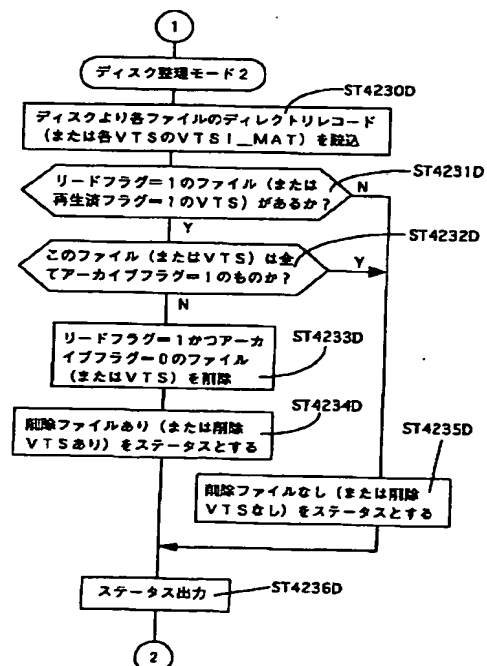 1
ディスク整理モード2
ST4230D
ディスクより各ファイルのディレクトリレコード
(または各VTSのVTSI_MAT)を読込
ST4231D
リードフラグ=1のファイル(または
再生済フラグ=1のVTS)があるか?
N
Y
ST4232D
このファイル(またはVTS)は全
てアーカイブフラグ=1のものか?
Y
N
ST4233D
リードフラグ=1かつアーカ
イブフラグ=0のファイル
(またはVTS)を削除
ST4234D
削除ファイルあり(または削除
VTSあり)をステータスとする
ST4235D
削除ファイルなし(または削除
VTSなし)をステータスとする
ステータス出力
ST4236D
2